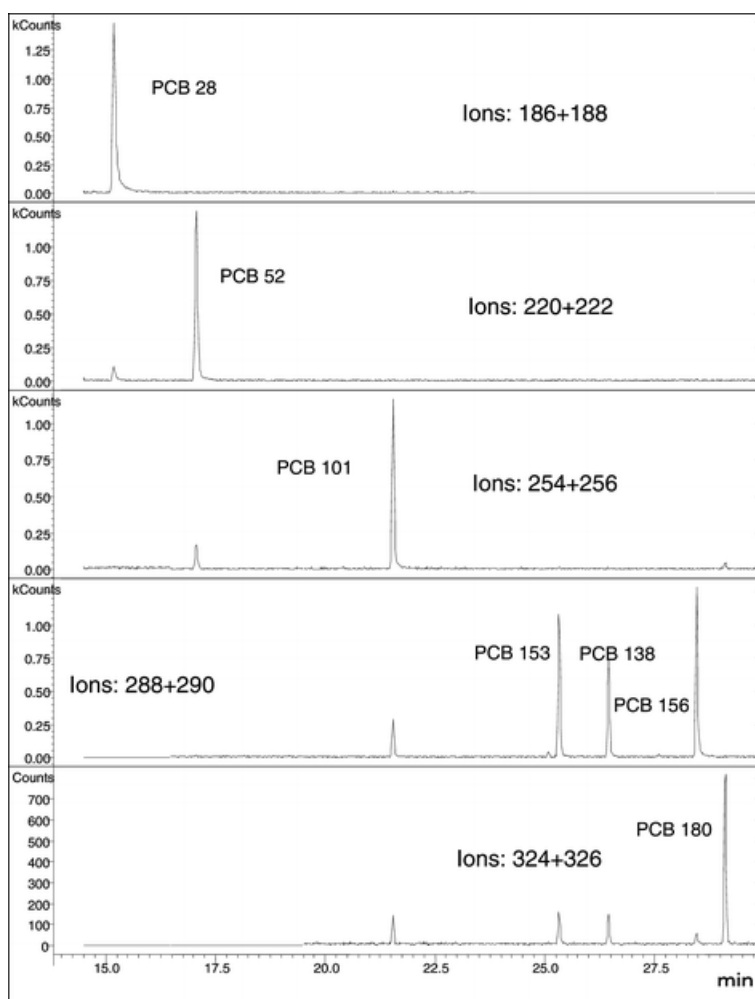 kCounts
1.25
1.00
0.75
0.50
0.25
0.00
PCB 28
Ions: 186+188
kCounts
1.00
0.75
0.50
0.25
0.00
PCB 52
Ions: 220+222
kCounts
1.00
0.75
0.50
0.25
0.00
PCB 101
Ions: 254+256
kCounts
1.00
0.75
0.50
0.25
0.00
Ions: 288+290
PCB 153
PCB 138
PCB 156
Counts
700
600
500
400
300
200
100
0
Ions: 324+326
PCB 180
15.0 17.5 20.0 22.5 25.0 27.5
min